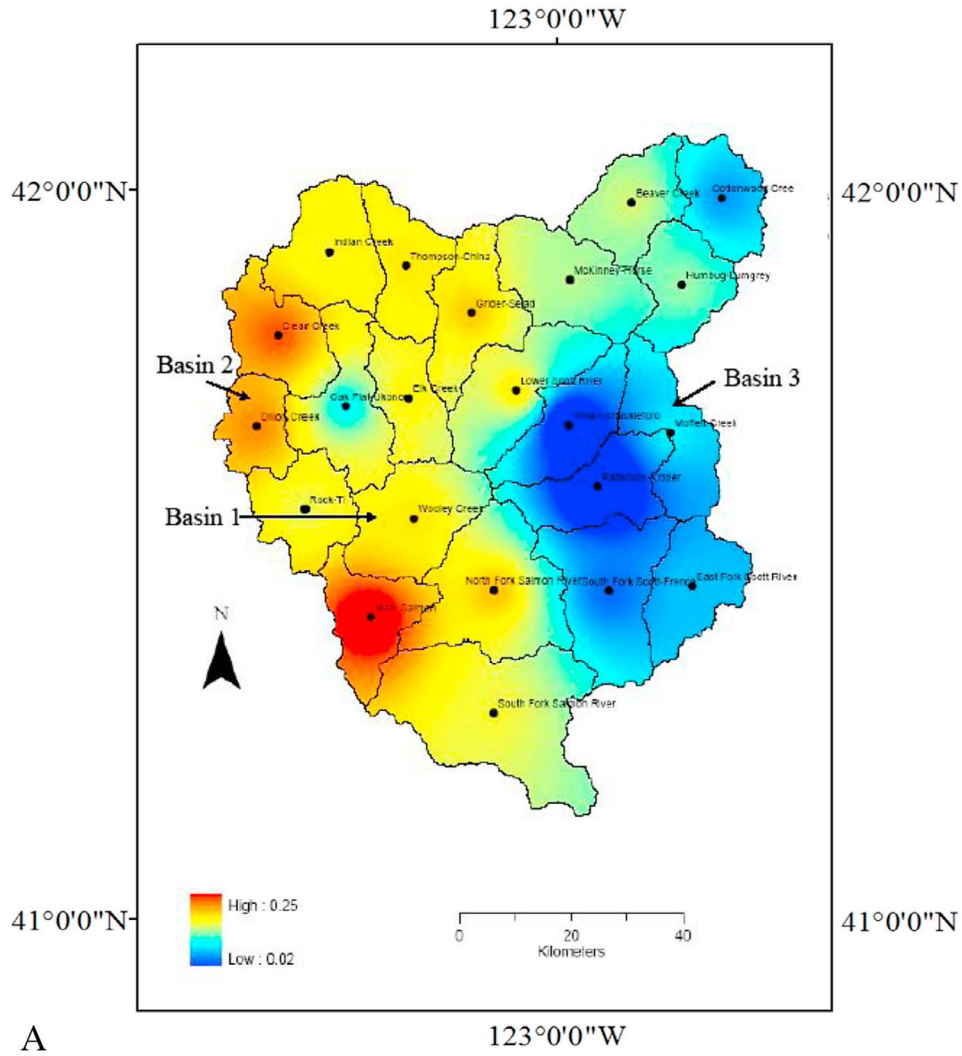 123°0'0"W
42°0'0"N
42°0'0"N
Beaver Creek
Cottonwood Cree
Indian Creek
Thompson-China
McKinney-Horse
Humbug-Lumgrey
Grider-Seiad
Clear Creek
Basin 2
Lower Scott River
Basin 3
Elk Creek
Oak Flat-Ukonom
Dillon Creek
Moffett Creek
Rock-Ti
Basin 1
Wooley Creek
North Fork Salmon River
South Fork Scott-French
East Fork Scott River
N
Salmon
South Fork Salmon River
High : 0.25
Low : 0.02
0
20
40
Kilometers
41°0'0"N
41°0'0"N
A
123°0'0"W